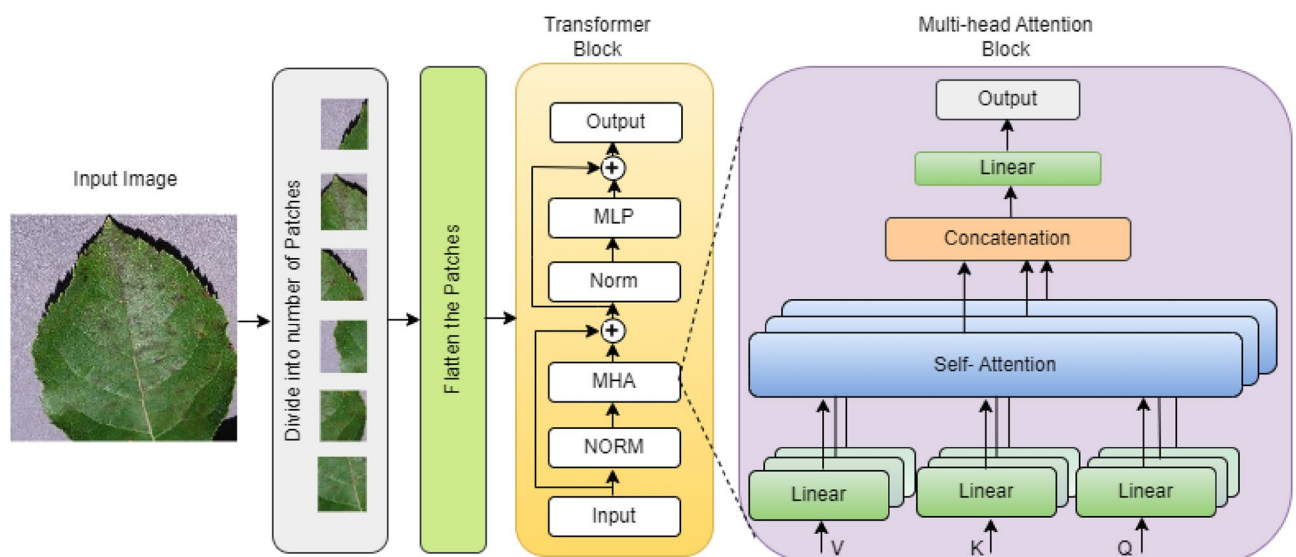 Input Image
Divide into number of Patches
Flatten the Patches
Transformer
Block
Output
+
MLP
Norm
+
MHA
NORM
Input
Multi-head Attention
Block
Output
Linear
Concatenation
Self- Attention
Linear
Linear
Linear
V
K
Q